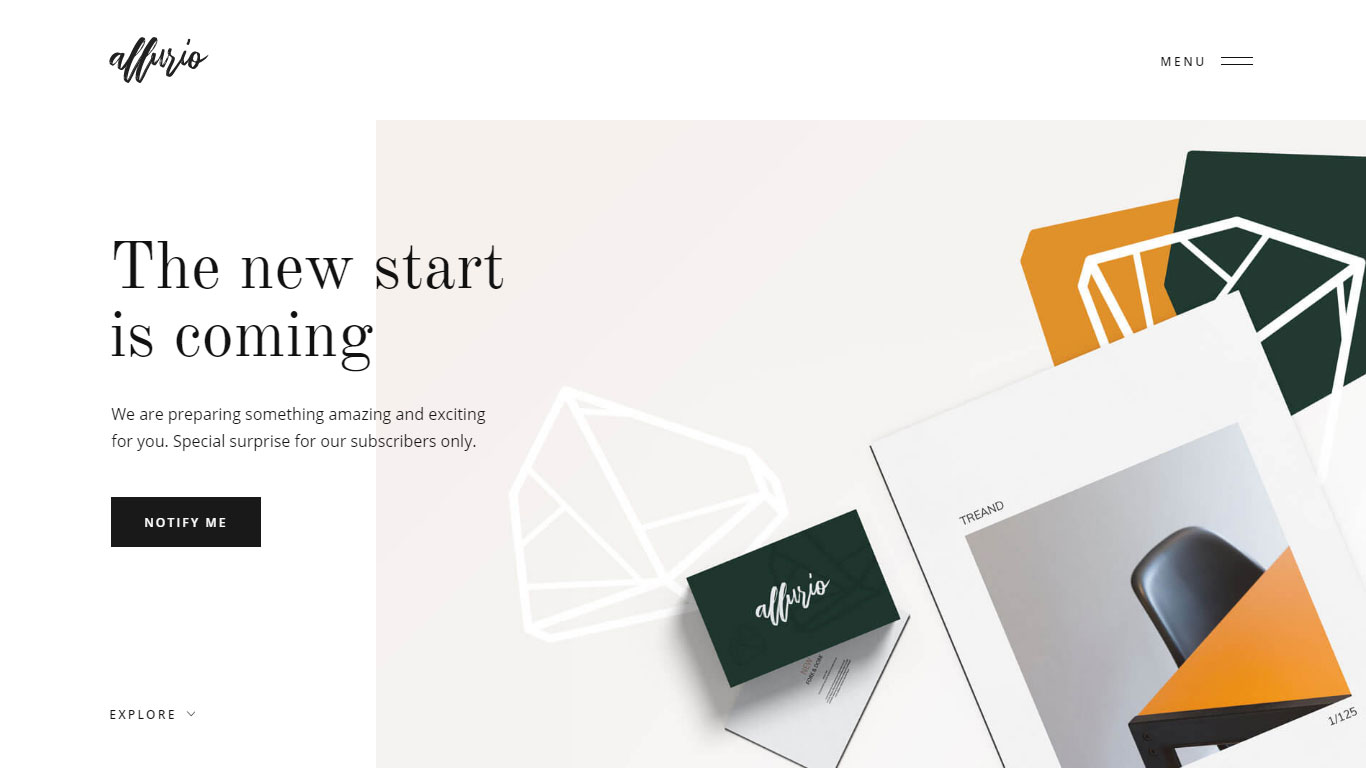 allurio
MENU
The new start
is coming
We are preparing something amazing and exciting
for you. Special surprise for our subscribers only.
NOTIFY ME
EXPLORE
TREAND
allurio
1/125